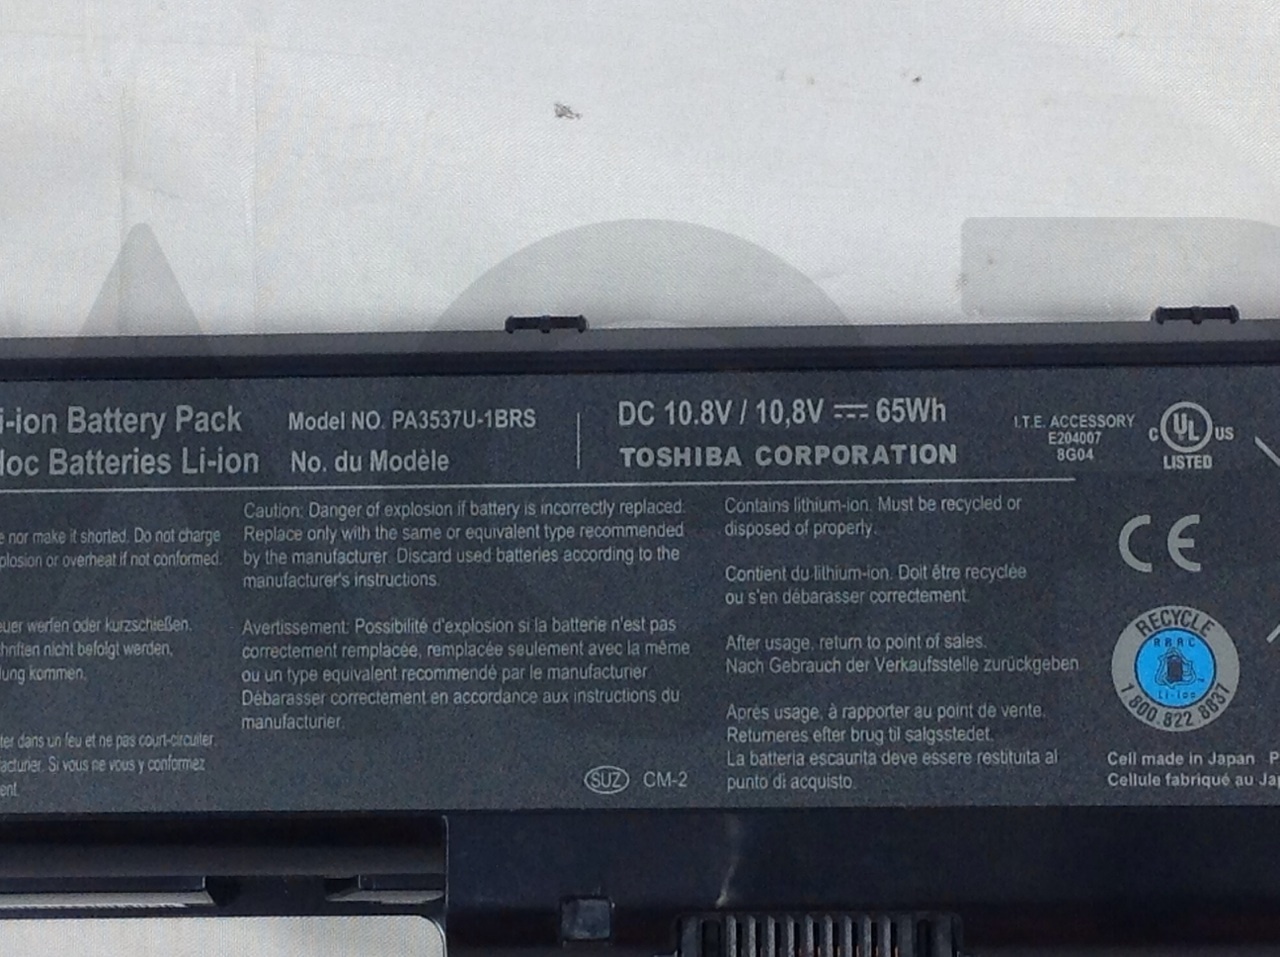 i-ion Battery Pack
loc Batteries Li-ion
Model NO. PA3537U-1BRS
No. du Modèle
DC 10.8V / 10,8V 65Wh
TOSHIBA CORPORATION
I.T.E. ACCESSORY
E204007
8G04
C UL US
LISTED
e nor make it shorted. Do not charge
plosion or overheat if not conformed.
euer werfen oder kurzschließen.
hriften nicht befolgt werden,
lung kommen.
ter dans un feu et ne pas court-circuiter.
acturier. Si vous ne vous y conformez
ent.
Caution: Danger of explosion if battery is incorrectly replaced.
Replace only with the same or equivalent type recommended
by the manufacturer. Discard used batteries according to the
manufacturer's instructions.
Avertissement: Possibilité d'explosion si la batterie n'est pas
correctement remplacée, remplacée seulement avec la même
ou un type equivalent recommendé par le manufacturier.
Débarasser correctement en accordance aux instructions du
manufacturier.
SUZ CM-2
Contains lithium-ion. Must be recycled or
disposed of properly.
Contient du lithium-ion. Doit être recyclée
ou s'en débarasser correctement.
After usage, return to point of sales.
Nach Gebrauch der Verkaufsstelle zurückgeben
Aprés usage, à rapporter au point de vente.
Returneres efter brug til salgsstedet.
La batteria escaurita deve essere restituita al
punto di acquisto.
CE
RECYCLE
RBRC
Li-ion
1.800.822.8837
Cell made in Japan P
Cellule fabriqué au Jap